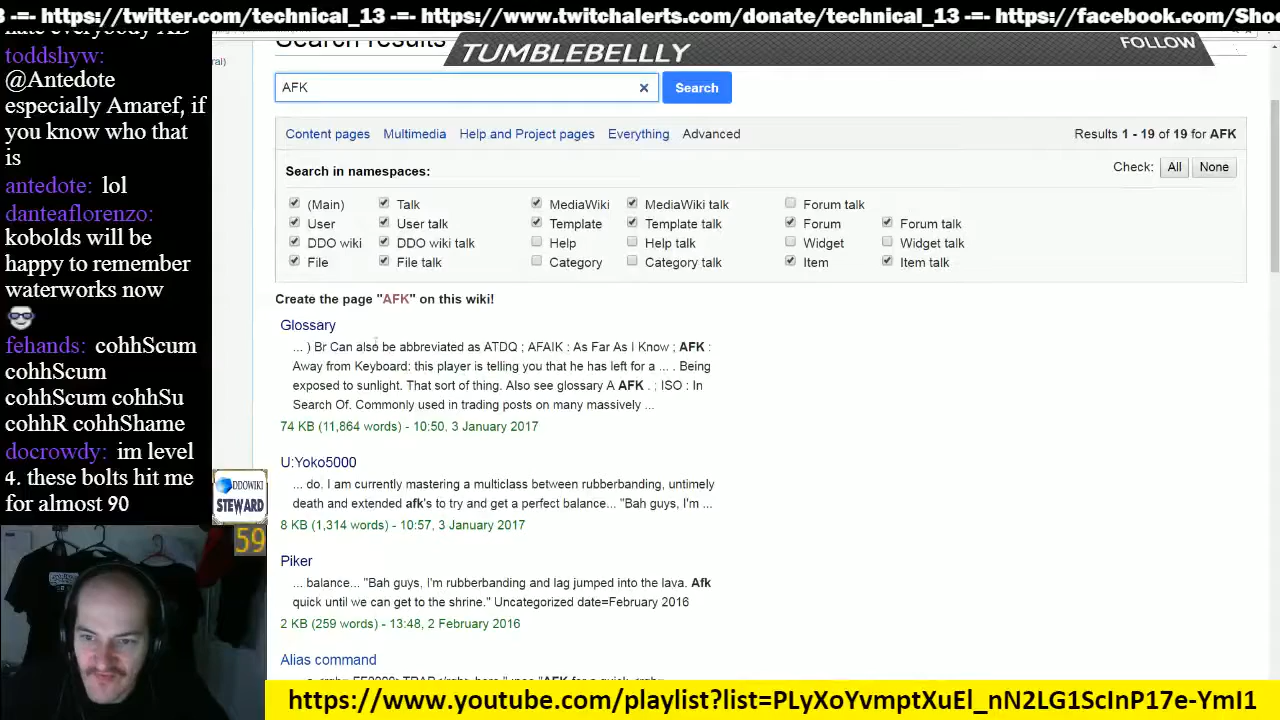 3 -=- https://twitter.com/technical_13 -=- https://www.twitchalerts.com/donate/technical_13 -=- https://facebook.com/Shoo
hate everybody XD
toddshyw:
@Antedote
especially Amaref, if
you know who that
is
antedote: lol
danteaflorenzo:
kobolds will be
happy to remember
waterworks now
fehands: cohhScum
cohhScum
cohhScum cohhSu
cohhR cohhShame
docrowdy: im level
4. these bolts hit me
for almost 90
DDOWIKI
STEWARD
59
Search results
TUMBLEBELLLY
FOLLOW
AFK
×
Search
Content pages Multimedia Help and Project pages Everything Advanced
Results 1 - 19 of 19 for AFK
Search in namespaces:
Check: All None
(Main) Talk MediaWiki MediaWiki talk Forum talk
User User talk Template Template talk Forum Forum talk
DDO wiki DDO wiki talk Help Help talk Widget Widget talk
File File talk Category Category talk Item Item talk
Create the page "AFK" on this wiki!
Glossary
... ) Br Can also be abbreviated as ATDQ ; AFAIK : As Far As I Know ; AFK :
Away from Keyboard: this player is telling you that he has left for a ... . Being
exposed to sunlight. That sort of thing. Also see glossary A AFK . ; ISO : In
Search Of. Commonly used in trading posts on many massively ...
74 KB (11,864 words) - 10:50, 3 January 2017
U:Yoko5000
... do. I am currently mastering a multiclass between rubberbanding, untimely
death and extended afk's to try and get a perfect balance... "Bah guys, I'm ...
8 KB (1,314 words) - 10:57, 3 January 2017
Piker
... balance... "Bah guys, I'm rubberbanding and lag jumped into the lava. Afk
quick until we can get to the shrine." Uncategorized date=February 2016
2 KB (259 words) - 13:48, 2 February 2016
Alias command
https://www.youtube.com/playlist?list=PLyXoYvmptXuEl_nN2LG1ScInP17e-YmI1